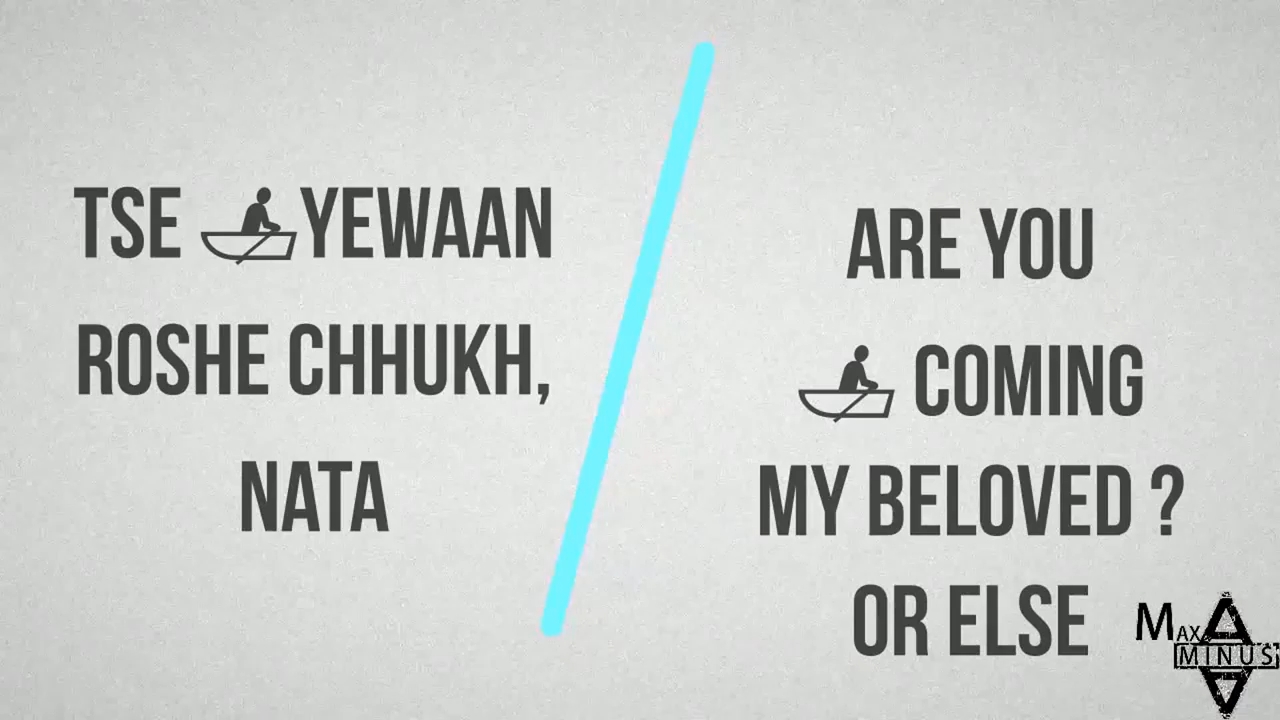 TSE YEWAAN
ROSHE CHHUKH,
NATA
ARE YOU
COMING
MY BELOVED ?
OR ELSE
MAX
MINUS